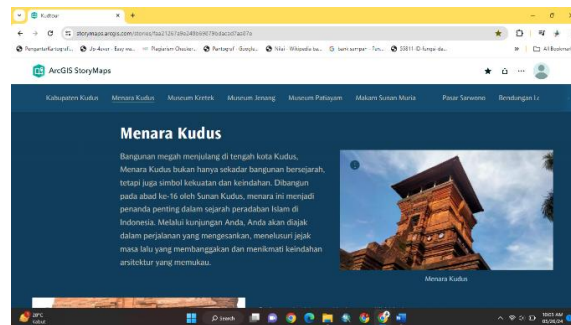 Kudtour
storymaps.arcgis.com/stories/
ArcGIS StoryMaps
Kabupaten Kudus Menara Kudus Museum Kretek Museum Jenang Museum Patiayam Makam Sunan Muria Pasar Sarwono Bendungan
Menara Kudus
Bangunan megah menjulang di tengah kota Kudus,
Menara Kudus bukan hanya sekadar bangunan bersejarah,
tetapi juga simbol kekuatan dan keindahan. Dibangun
pada abad ke-16 oleh Sunan Kudus, menara ini menjadi
penanda penting dalam sejarah peradaban Islam di
Indonesia. Melalui kunjungan Anda, Anda akan diajak
dalam perjalanan yang mengesankan, menelusuri jejak
masa lalu yang membanggakan dan menikmati keindahan
arsitektur yang memukau.
Menara Kudus
Search